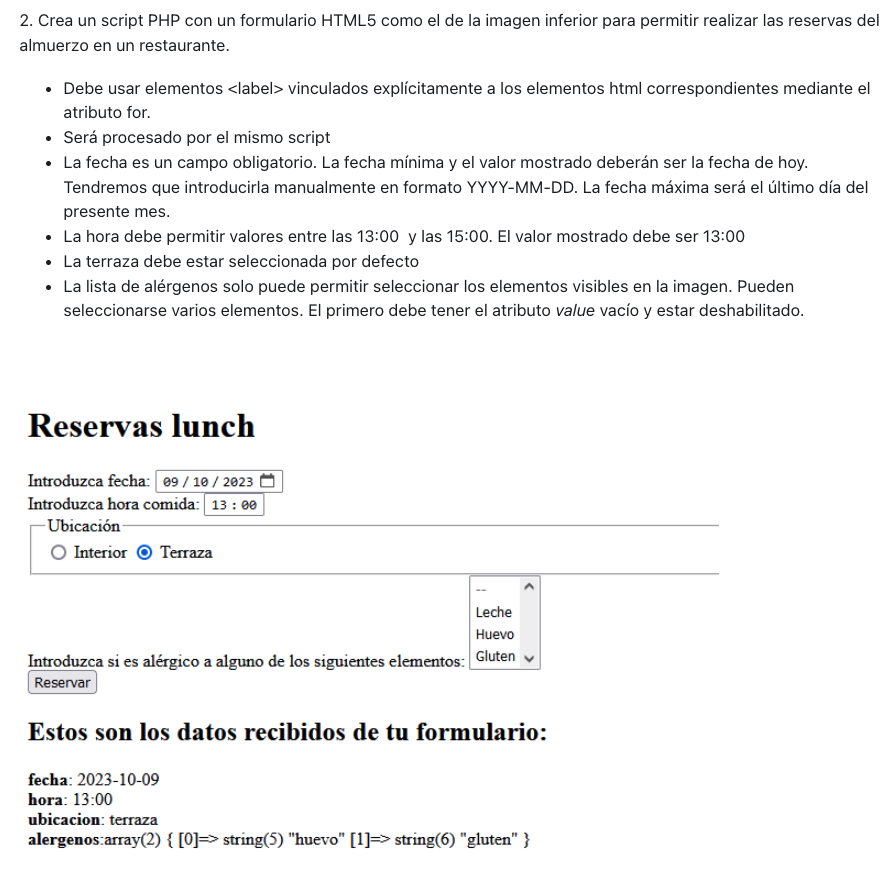 2. Crea un script PHP con un formulario HTML5 como el de la imagen inferior para permitir realizar las reservas del
almuerzo en un restaurante.
• Debe usar elementos <label> vinculados explícitamente a los elementos html correspondientes mediante el
atributo for.
• Será procesado por el mismo script
• La fecha es un campo obligatorio. La fecha mínima y el valor mostrado deberán ser la fecha de hoy.
Tendremos que introducirla manualmente en formato YYYY-MM-DD. La fecha máxima será el último día del
presente mes.
• La hora debe permitir valores entre las 13:00 y las 15:00. El valor mostrado debe ser 13:00
• La terraza debe estar seleccionada por defecto
• La lista de alérgenos solo puede permitir seleccionar los elementos visibles en la imagen. Pueden
seleccionarse varios elementos. El primero debe tener el atributo value vacío y estar deshabilitado.
Reservas lunch
Introduzca fecha: 09 / 10 / 2023
Introduzca hora comida: 13 : 00
Ubicación
Interior Terraza
--
Leche
Huevo
Introduzca si es alérgico a alguno de los siguientes elementos: Gluten
Reservar
Estos son los datos recibidos de tu formulario:
fecha: 2023-10-09
hora: 13:00
ubicacion: terraza
alergenos:array(2) { [0]=> string(5) "huevo" [1]=> string(6) "gluten" }